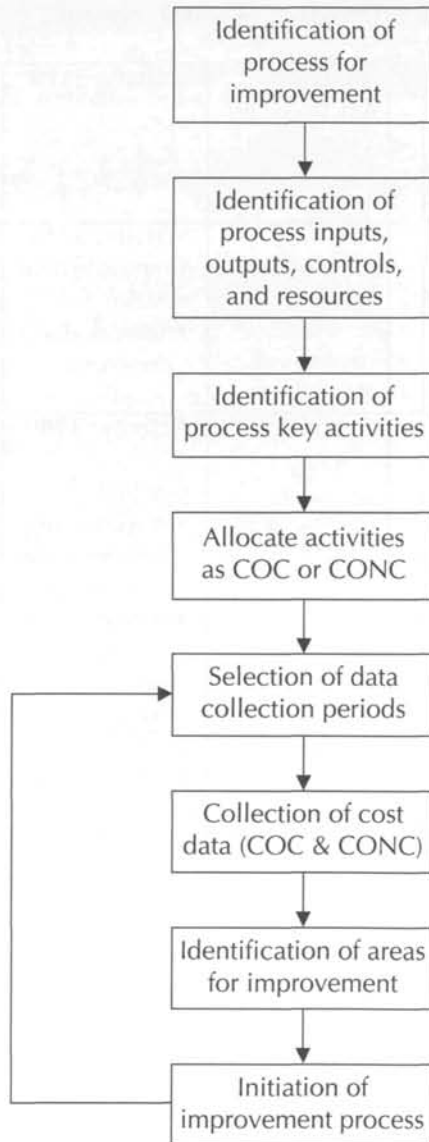 Identification of
process for
improvement
Identification of
process inputs,
outputs, controls,
and resources
Identification of
process key activities
Allocate activities
as COC or CONC
Selection of data
collection periods
Collection of cost
data (COC & CONC)
Identification of areas
for improvement
Initiation of
improvement process